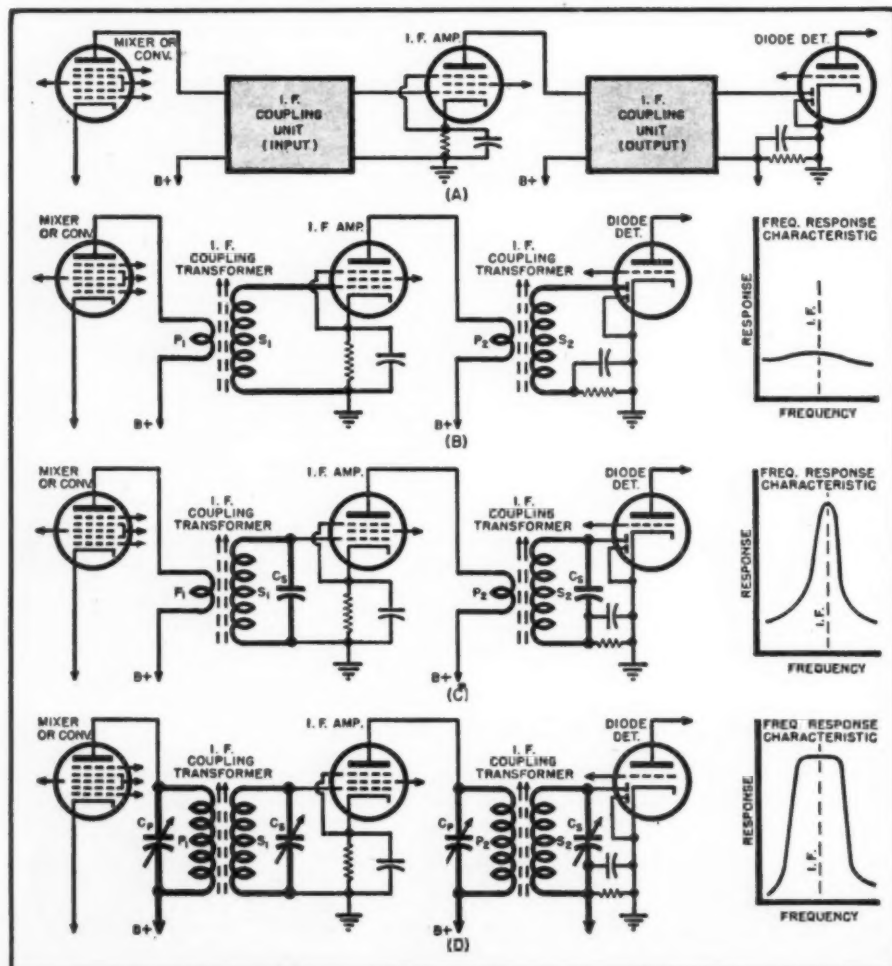 MIXER OR
CONV.
I. F. AMP.
DIODE DET.
I. F.
COUPLING
UNIT
(INPUT)
I. F.
COUPLING
UNIT
(OUTPUT)
B+
B+
(A)
MIXER
OR CONV.
I. F.
COUPLING
TRANSFORMER
I. F AMP.
I. F.
COUPLING
TRANSFORMER
DIODE
DET.
FREQ. RESPONSE
CHARACTERISTIC
P1
S1
P2
S2
RESPONSE
I. F.
FREQUENCY
B+
B+
(B)
MIXER
OR CONV.
I. F.
COUPLING
TRANSFORMER
I. F. AMP.
I. F.
COUPLING
TRANSFORMER
DIODE
DET.
FREQ. RESPONSE
CHARACTERISTIC
P1
S1
CS
P2
S2
CS
RESPONSE
I. F.
FREQUENCY
B+
B+
(C)
MIXER
OR CONV.
I. F.
COUPLING
TRANSFORMER
I. F. AMP.
I. F.
COUPLING
TRANSFORMER
DIODE
DET.
FREQ. RESPONSE
CHARACTERISTIC
CP
P1
S1
CS
CP
P2
S2
CS
RESPONSE
I. F.
FREQUENCY
B+
B+
(D)